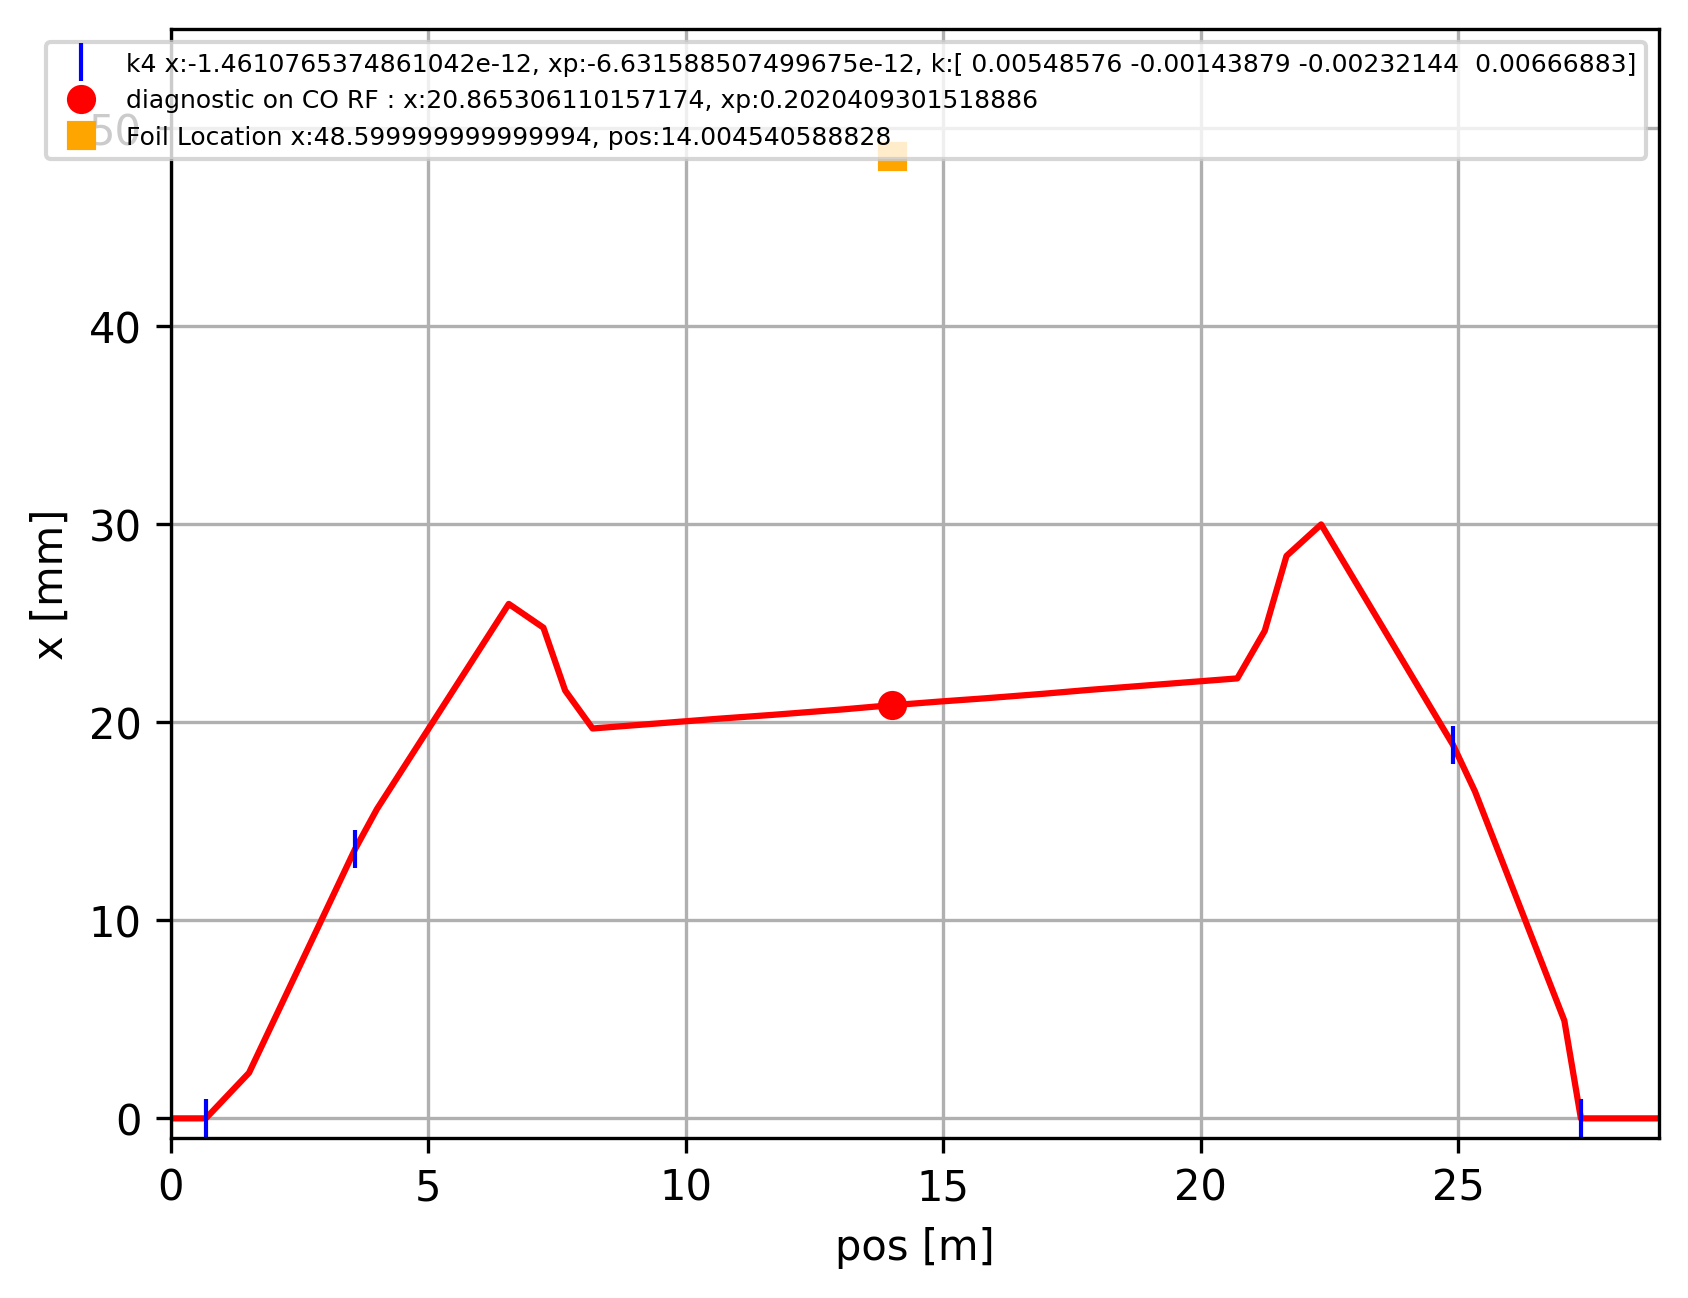 k4 x:-1.4610765374861042e-12, xp:-6.631588507499675e-12, k:[ 0.00548576 -0.00143879 -0.00232144  0.00666883]
diagnostic on CO RF : x:20.865306110157174, xp:0.2020409301518886
Foil Location x:48.599999999999994, pos:14.004540588828
50
40
30
20
10
0
x [mm]
0 5 10 15 20 25
pos [m]